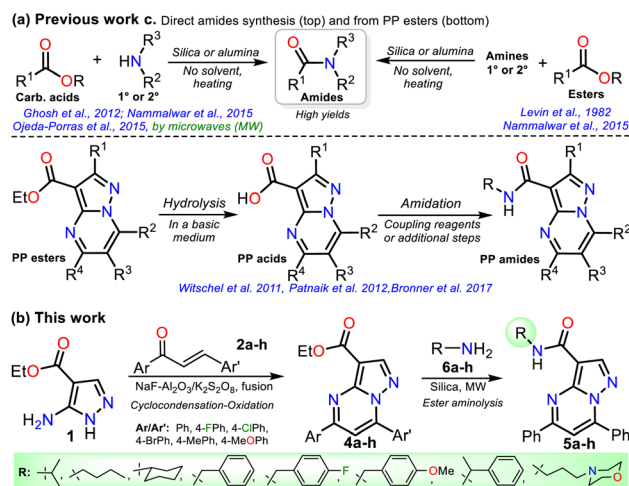 (a) Previous work c. Direct amides synthesis (top) and from PP esters (bottom)
O
R¹
O
R
Carb. acids
+
R³
HN
R²
1° or 2°
Silica or alumina
No solvent,
heating
O
R³
R¹
N
R²
Amides
High yields
Silica or alumina
No solvent,
heating
Amines
1° or 2°
+
O
R¹
O
R
Esters
Ghosh et al., 2012; Nammalwar et al., 2015
Ojeda-Porras et al., 2015, by microwaves (MW)
Levin et al., 1982
Nammalwar et al., 2015
O
R¹
EtO
N
N
N
R²
R⁴
R³
PP esters
Hydrolysis
In a basic
medium
O
R¹
HO
N
N
N
R²
R⁴
R³
PP acids
Amidation
Coupling reagents
or additional steps
R
O
R¹
N
H
N
N
N
R²
R⁴
R³
PP amides
Witschel et al. 2011, Patnaik et al. 2012,Bronner et al. 2017
(b) This work
EtO
O
N
N
H
H₂N
1
O
2a-h
Ar
Ar'
NaF-Al₂O₃/K₂S₂O₈, fusion
Cyclocondensation-Oxidation
Ar/Ar': Ph, 4-FPh, 4-ClPh,
4-BrPh, 4-MePh, 4-MeOPh
EtO
O
N
N
N
Ar
Ar'
4a-h
R—NH₂
6a-h
Silica, MW
Ester aminolysis
R
N
H
O
N
N
N
Ph
Ph
5a-h
R:
, , , , F, OMe, , N O